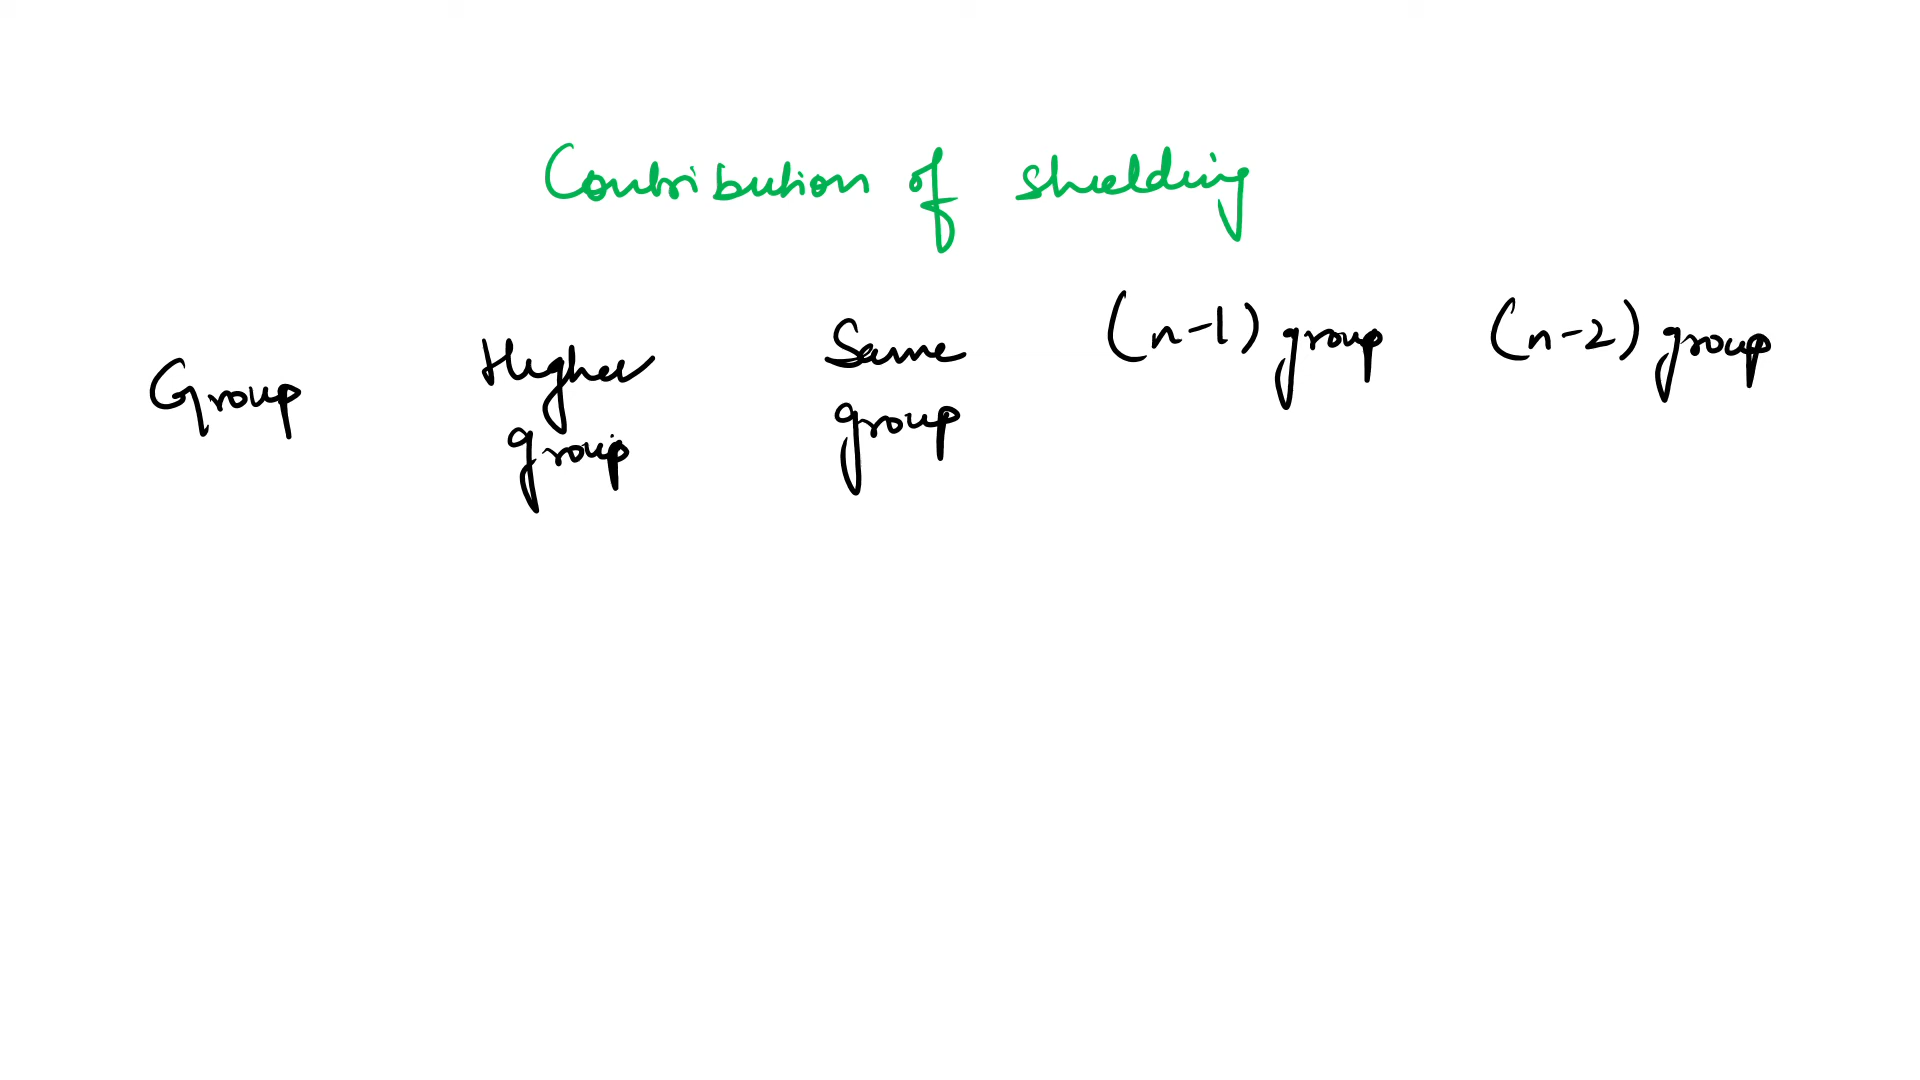 Contribution of shielding
Group
Higher
group
Same
group
(n-1) group
(n-2) group